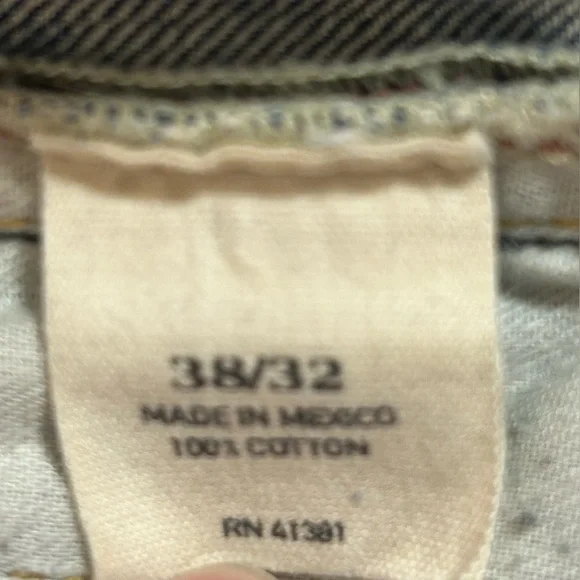 38/32
MADE IN MEXICO
100% COTTON
RN 41381